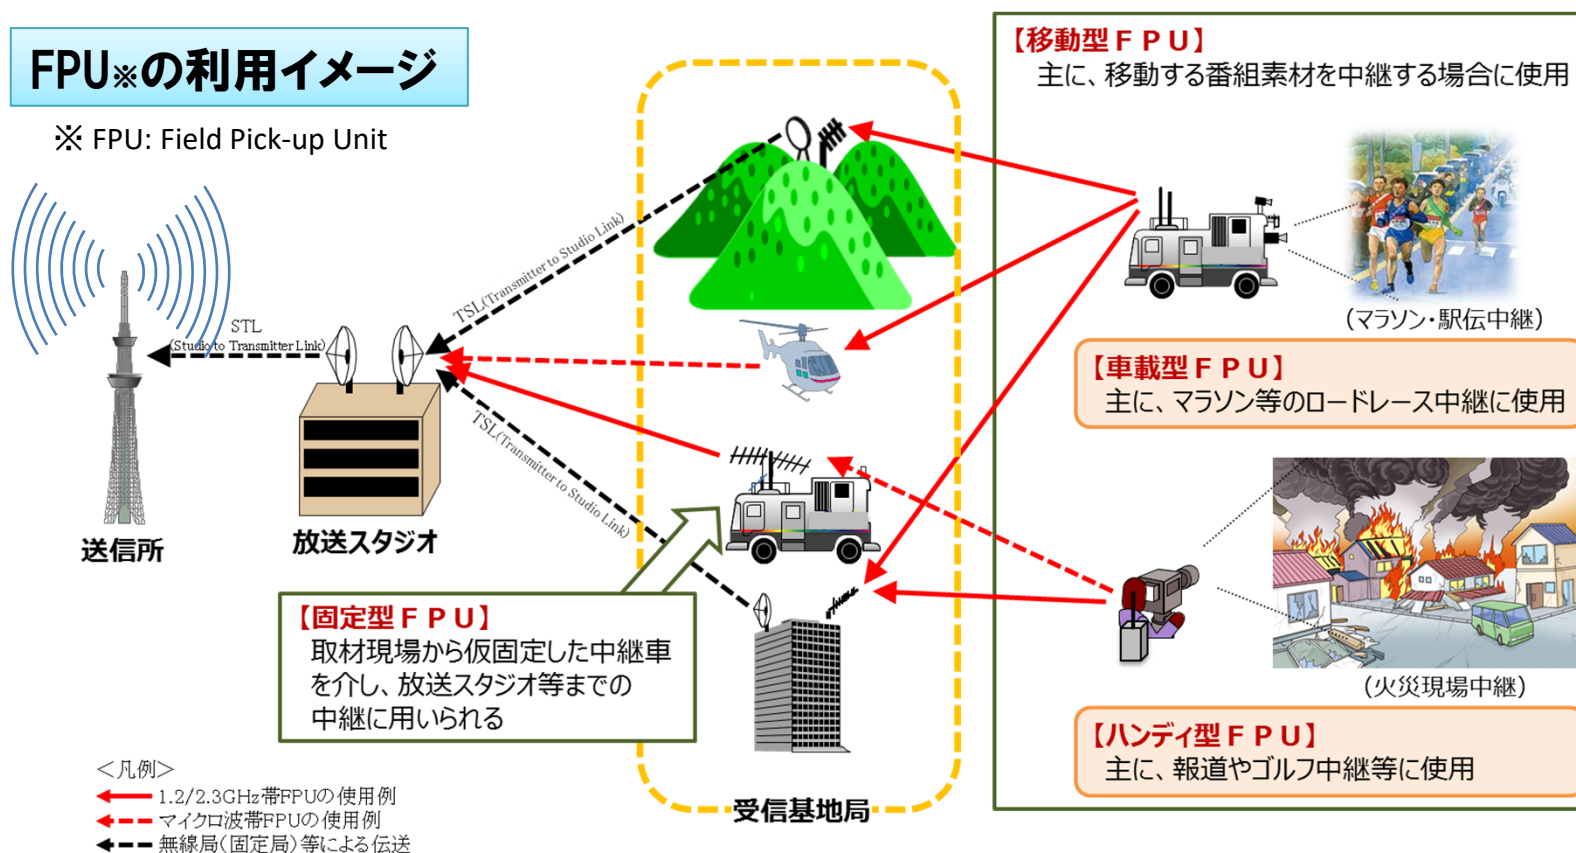 FPU※の利用イメージ
※ FPU: Field Pick-up Unit
【移動型ＦＰＵ】
主に、移動する番組素材を中継する場合に使用
(マラソン・駅伝中継)
【車載型ＦＰＵ】
主に、マラソン等のロードレース中継に使用
(火災現場中継)
【ハンディ型ＦＰＵ】
主に、報道やゴルフ中継等に使用
TSL(Transmitter to Studio Link)
STL
(Studio to Transmitter Link)
TSL(Transmitter to Studio Link)
送信所
放送スタジオ
【固定型ＦＰＵ】
取材現場から仮固定した中継車
を介し、放送スタジオ等までの
中継に用いられる
受信基地局
＜凡例＞
1.2/2.3GHz帯FPUの使用例
マイクロ波帯FPUの使用例
無線局(固定局)等による伝送